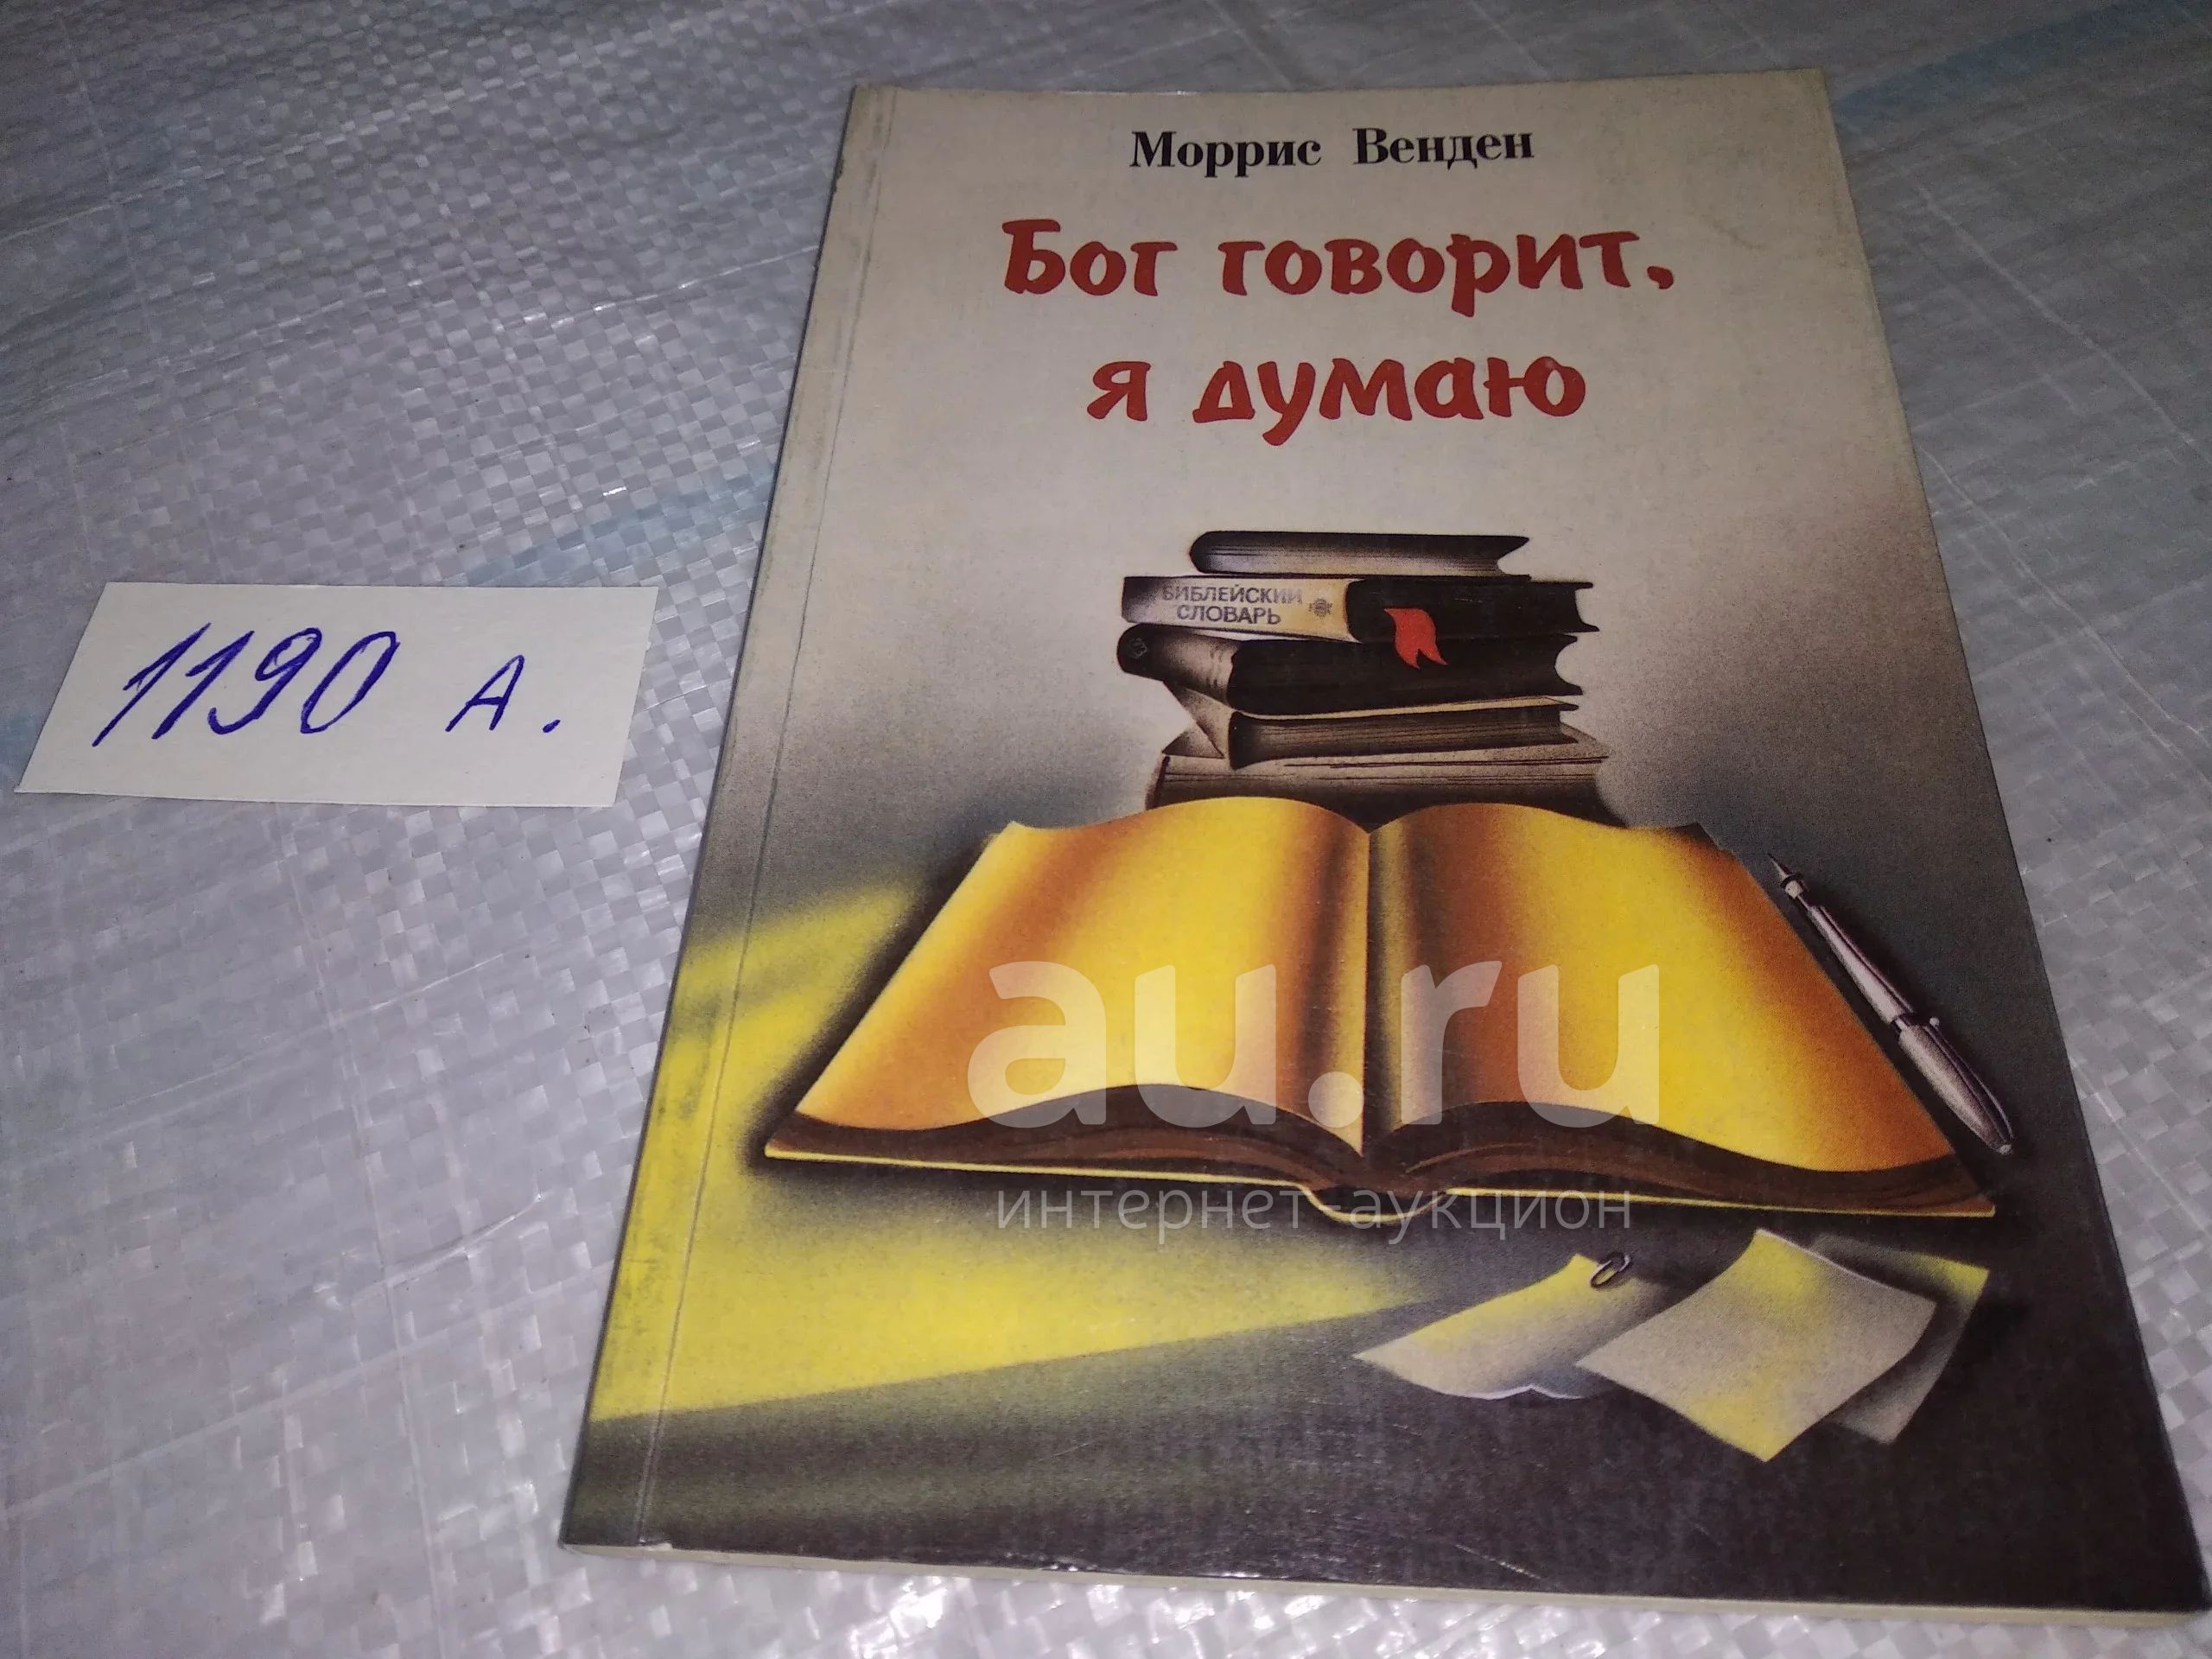 Моррис Венден
Бог говорит,
я думаю
БИБЛЕЙСКИЙ
СЛОВАРЬ
1190 А.
au.ru
интернет-аукцион